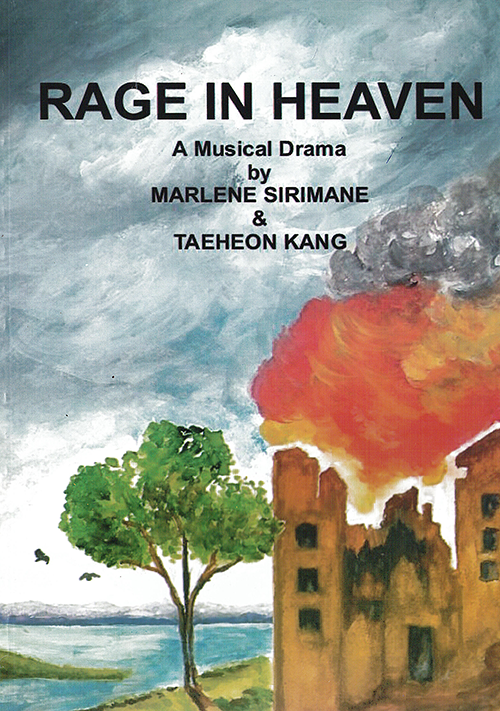 RAGE IN HEAVEN
A Musical Drama
by
MARLENE SIRIMANE
&
TAEHEON KANG